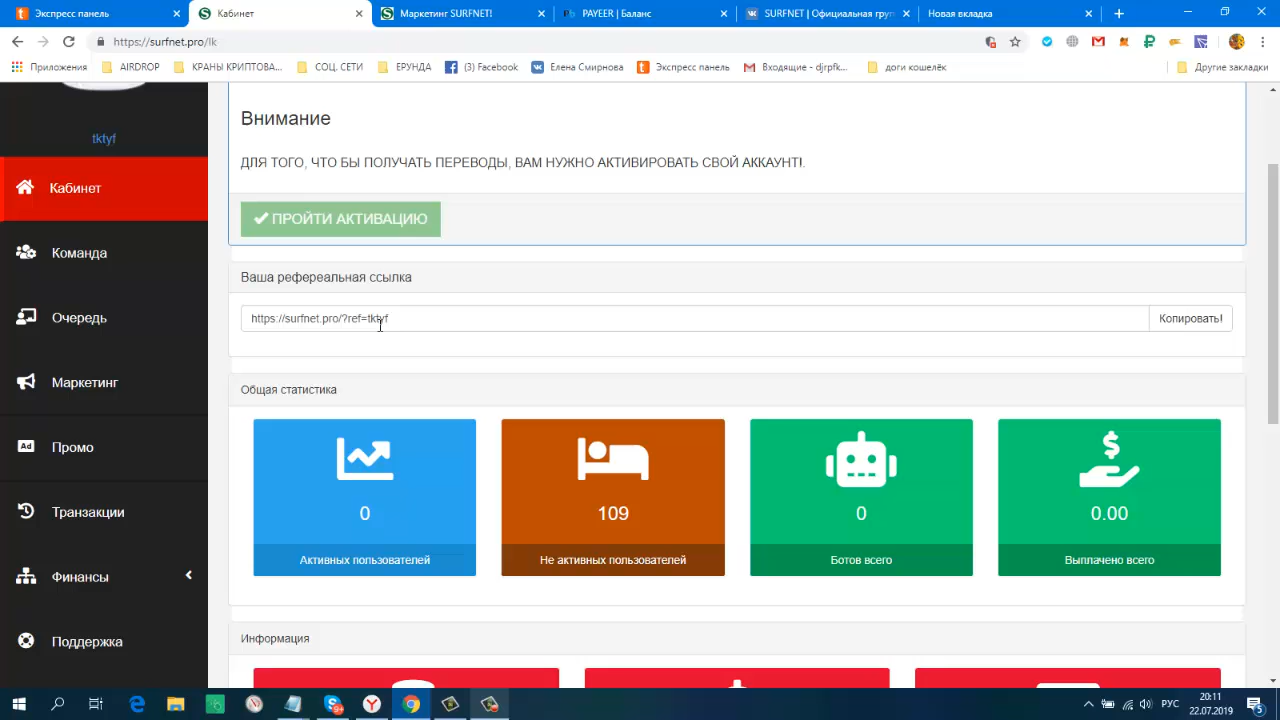 Экспресс панель
Кабинет
Маркетинг SURFNET!
PAYEER | Баланс
SURFNET | Официальная груп
Новая вкладка
https://surfnet.pro/lk
Приложения
AIRDROP
КРАНЫ КРИПТОВА...
СОЦ. СЕТИ
ЕРУНДА
(3) Facebook
Елена Смирнова
Экспресс панель
Входящие - djrpfk...
доги кошелёк
Другие закладки
tktyf
Кабинет
Команда
Очередь
Маркетинг
Ad Промо
Транзакции
Финансы
Поддержка
Внимание
ДЛЯ ТОГО, ЧТО БЫ ПОЛУЧАТЬ ПЕРЕВОДЫ, ВАМ НУЖНО АКТИВИРОВАТЬ СВОЙ АККАУНТ!.
ПРОЙТИ АКТИВАЦИЮ
Ваша рефереальная ссылка
https://surfnet.pro/?ref=tktyf
Копировать!
Общая статистика
0
Активных пользователей
109
Не активных пользователей
0
Ботов всего
0.00
Выплачено всего
Информация
РУС
20:11
22.07.2019
5